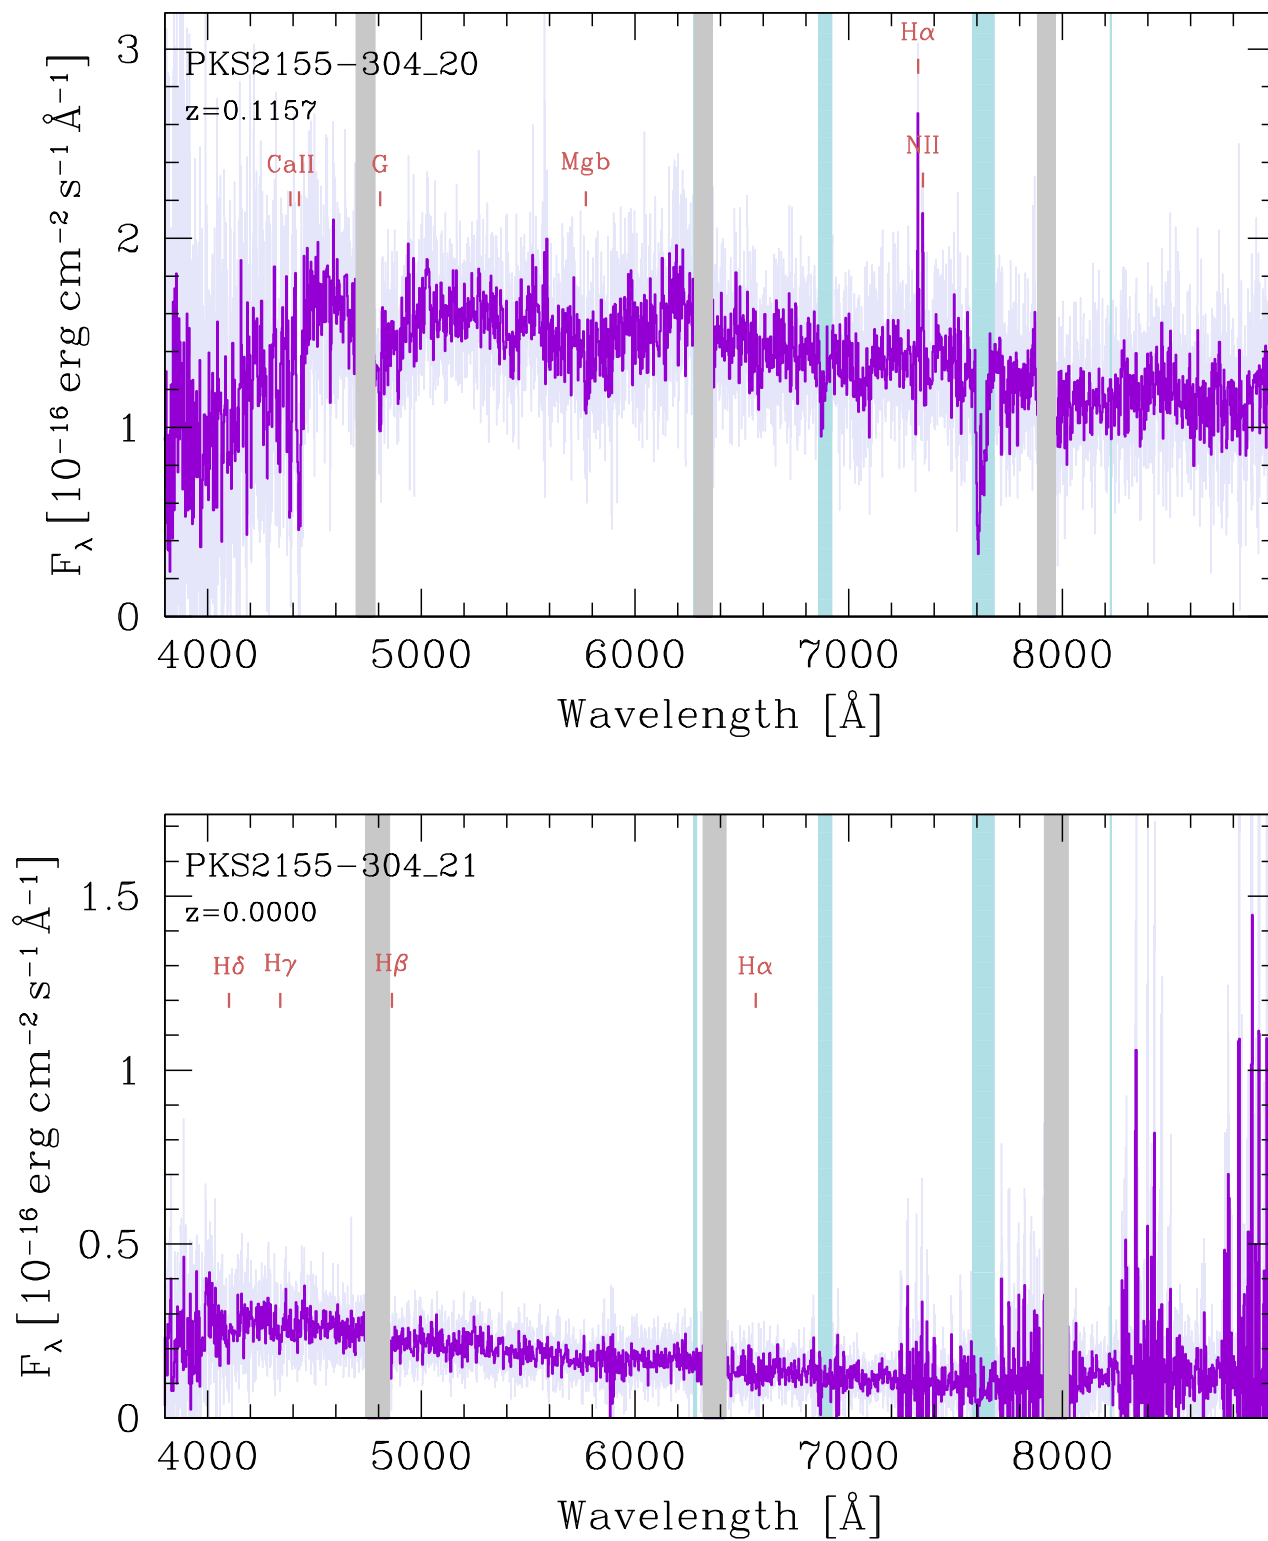 Hα
3
PKS2155−304_20
z=0.1157
NII
CaII G Mgb
2
1
0
F_λ [10⁻¹⁶ erg cm⁻² s⁻¹ Å⁻¹]
4000 5000 6000 7000 8000
Wavelength [Å]
PKS2155−304_21
1.5
z=0.0000
Hδ Hγ Hβ Hα
1
0.5
0
F_λ [10⁻¹⁶ erg cm⁻² s⁻¹ Å⁻¹]
4000 5000 6000 7000 8000
Wavelength [Å]